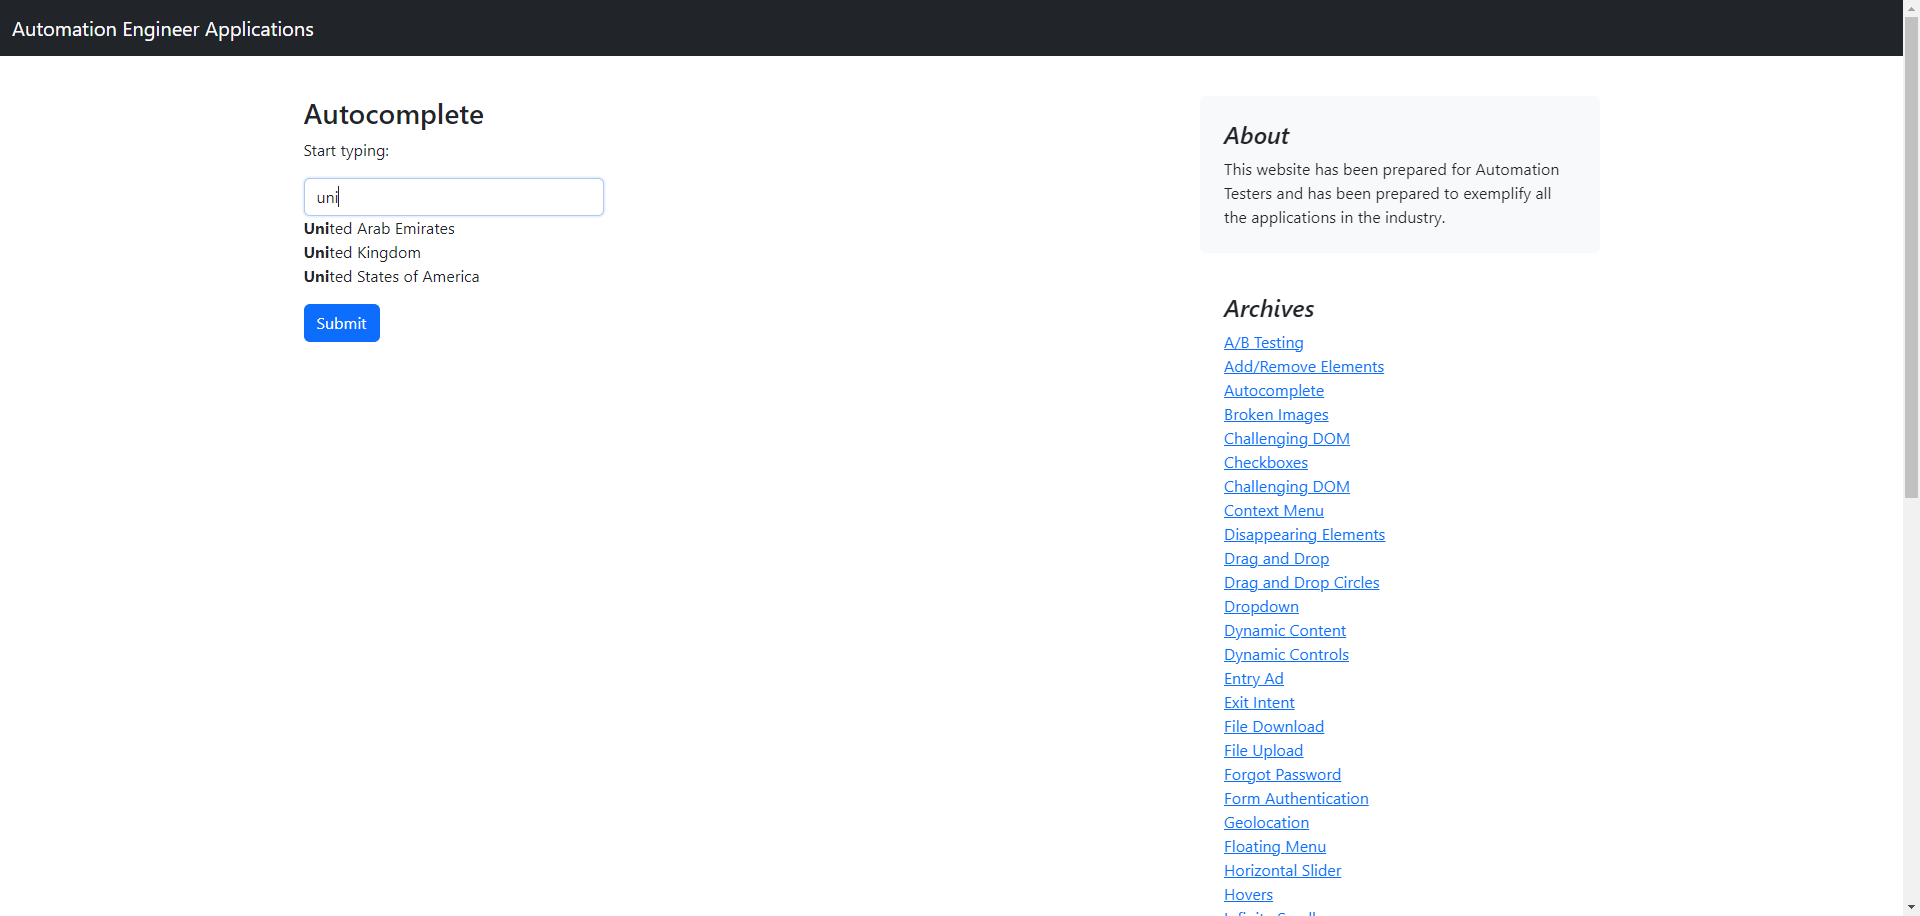 Automation Engineer Applications
Autocomplete
Start typing:
uni
United Arab Emirates
United Kingdom
United States of America
Submit
About
This website has been prepared for Automation
Testers and has been prepared to exemplify all
the applications in the industry.
Archives
A/B Testing
Add/Remove Elements
Autocomplete
Broken Images
Challenging DOM
Checkboxes
Challenging DOM
Context Menu
Disappearing Elements
Drag and Drop
Drag and Drop Circles
Dropdown
Dynamic Content
Dynamic Controls
Entry Ad
Exit Intent
File Download
File Upload
Forgot Password
Form Authentication
Geolocation
Floating Menu
Horizontal Slider
Hovers